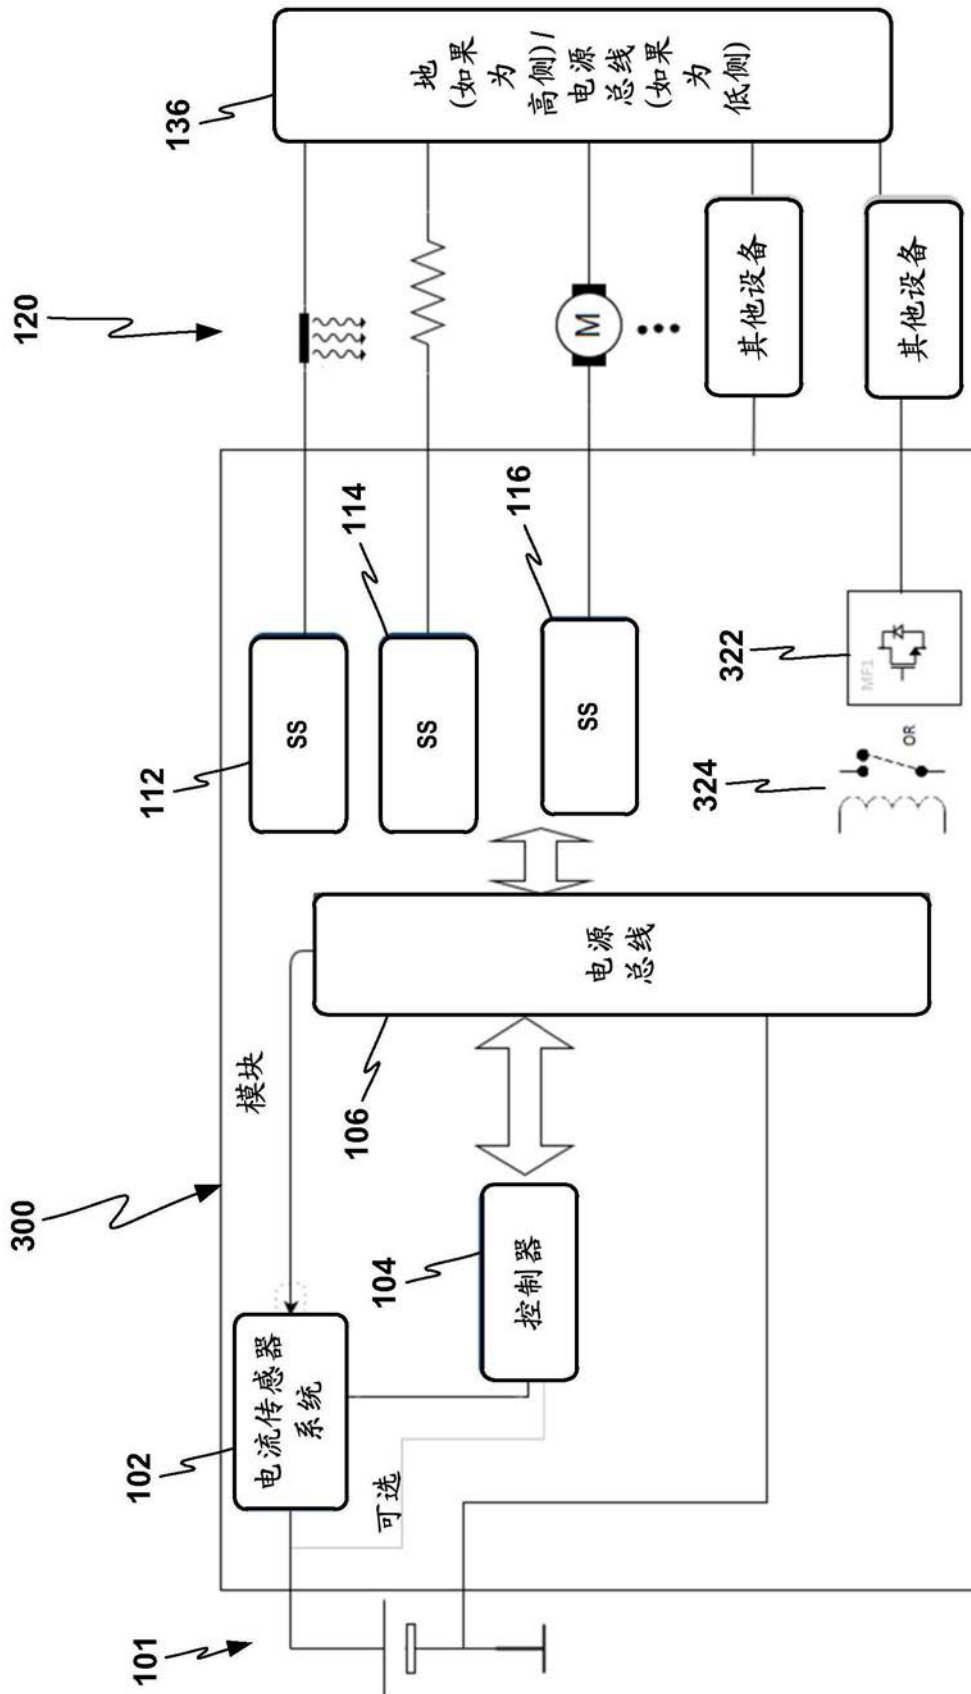 300
模块
101
102
电流传感器
系统
可选
104
控制器
106
电源
总线
112
SS
114
SS
116
SS
324
OR
322
MF1
120
M
其他设备
其他设备
136
地
(如果
为
高侧)/
电源
总线
(如果
为
低侧)